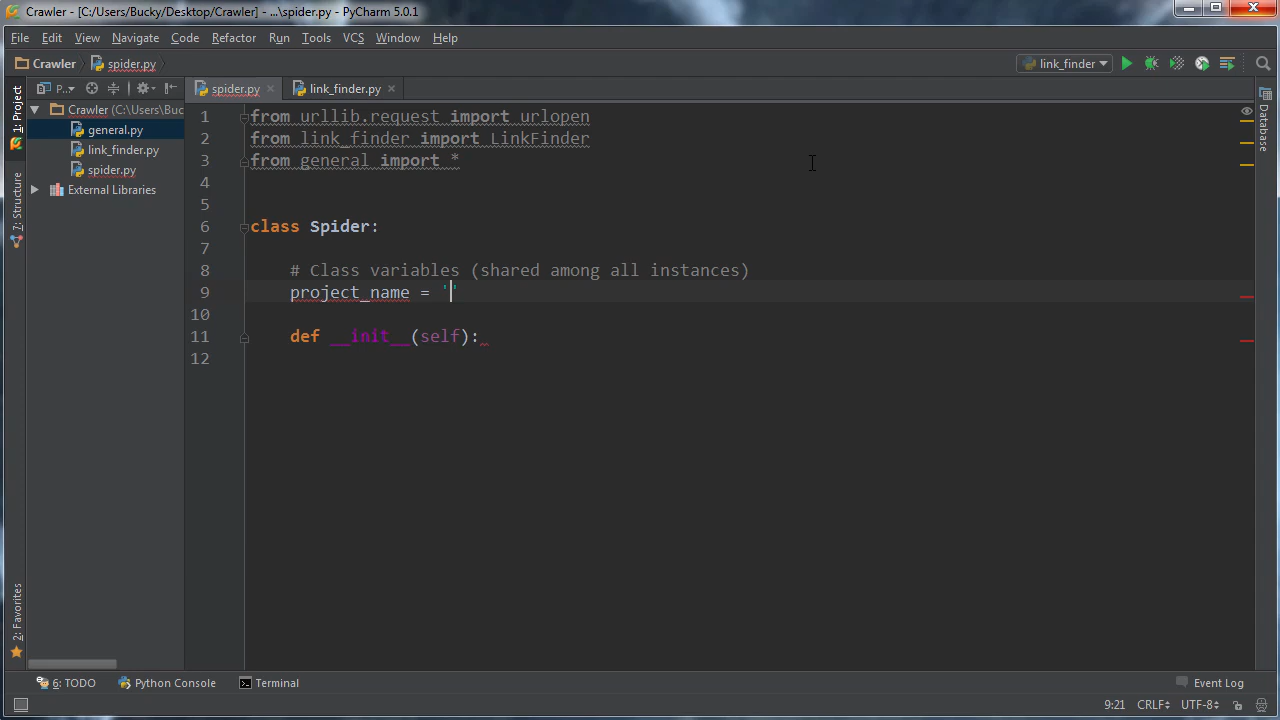 Crawler - [C:/Users/Bucky/Desktop/Crawler] - ...\spider.py - PyCharm 5.0.1
File Edit View Navigate Code Refactor Run Tools VCS Window Help
Crawler spider.py link_finder
P.. spider.py link_finder.py
1: Project
7: Structure
2: Favorites
Crawler (C:\Users\Buc
general.py
link_finder.py
spider.py
External Libraries
1 from urllib.request import urlopen
2 from link_finder import LinkFinder
3 from general import *
4
5
6 class Spider:
7
8 # Class variables (shared among all instances)
9 project_name = ''
10
11 def __init__(self):
12
Database
6: TODO Python Console Terminal Event Log
9:21 CRLF UTF-8